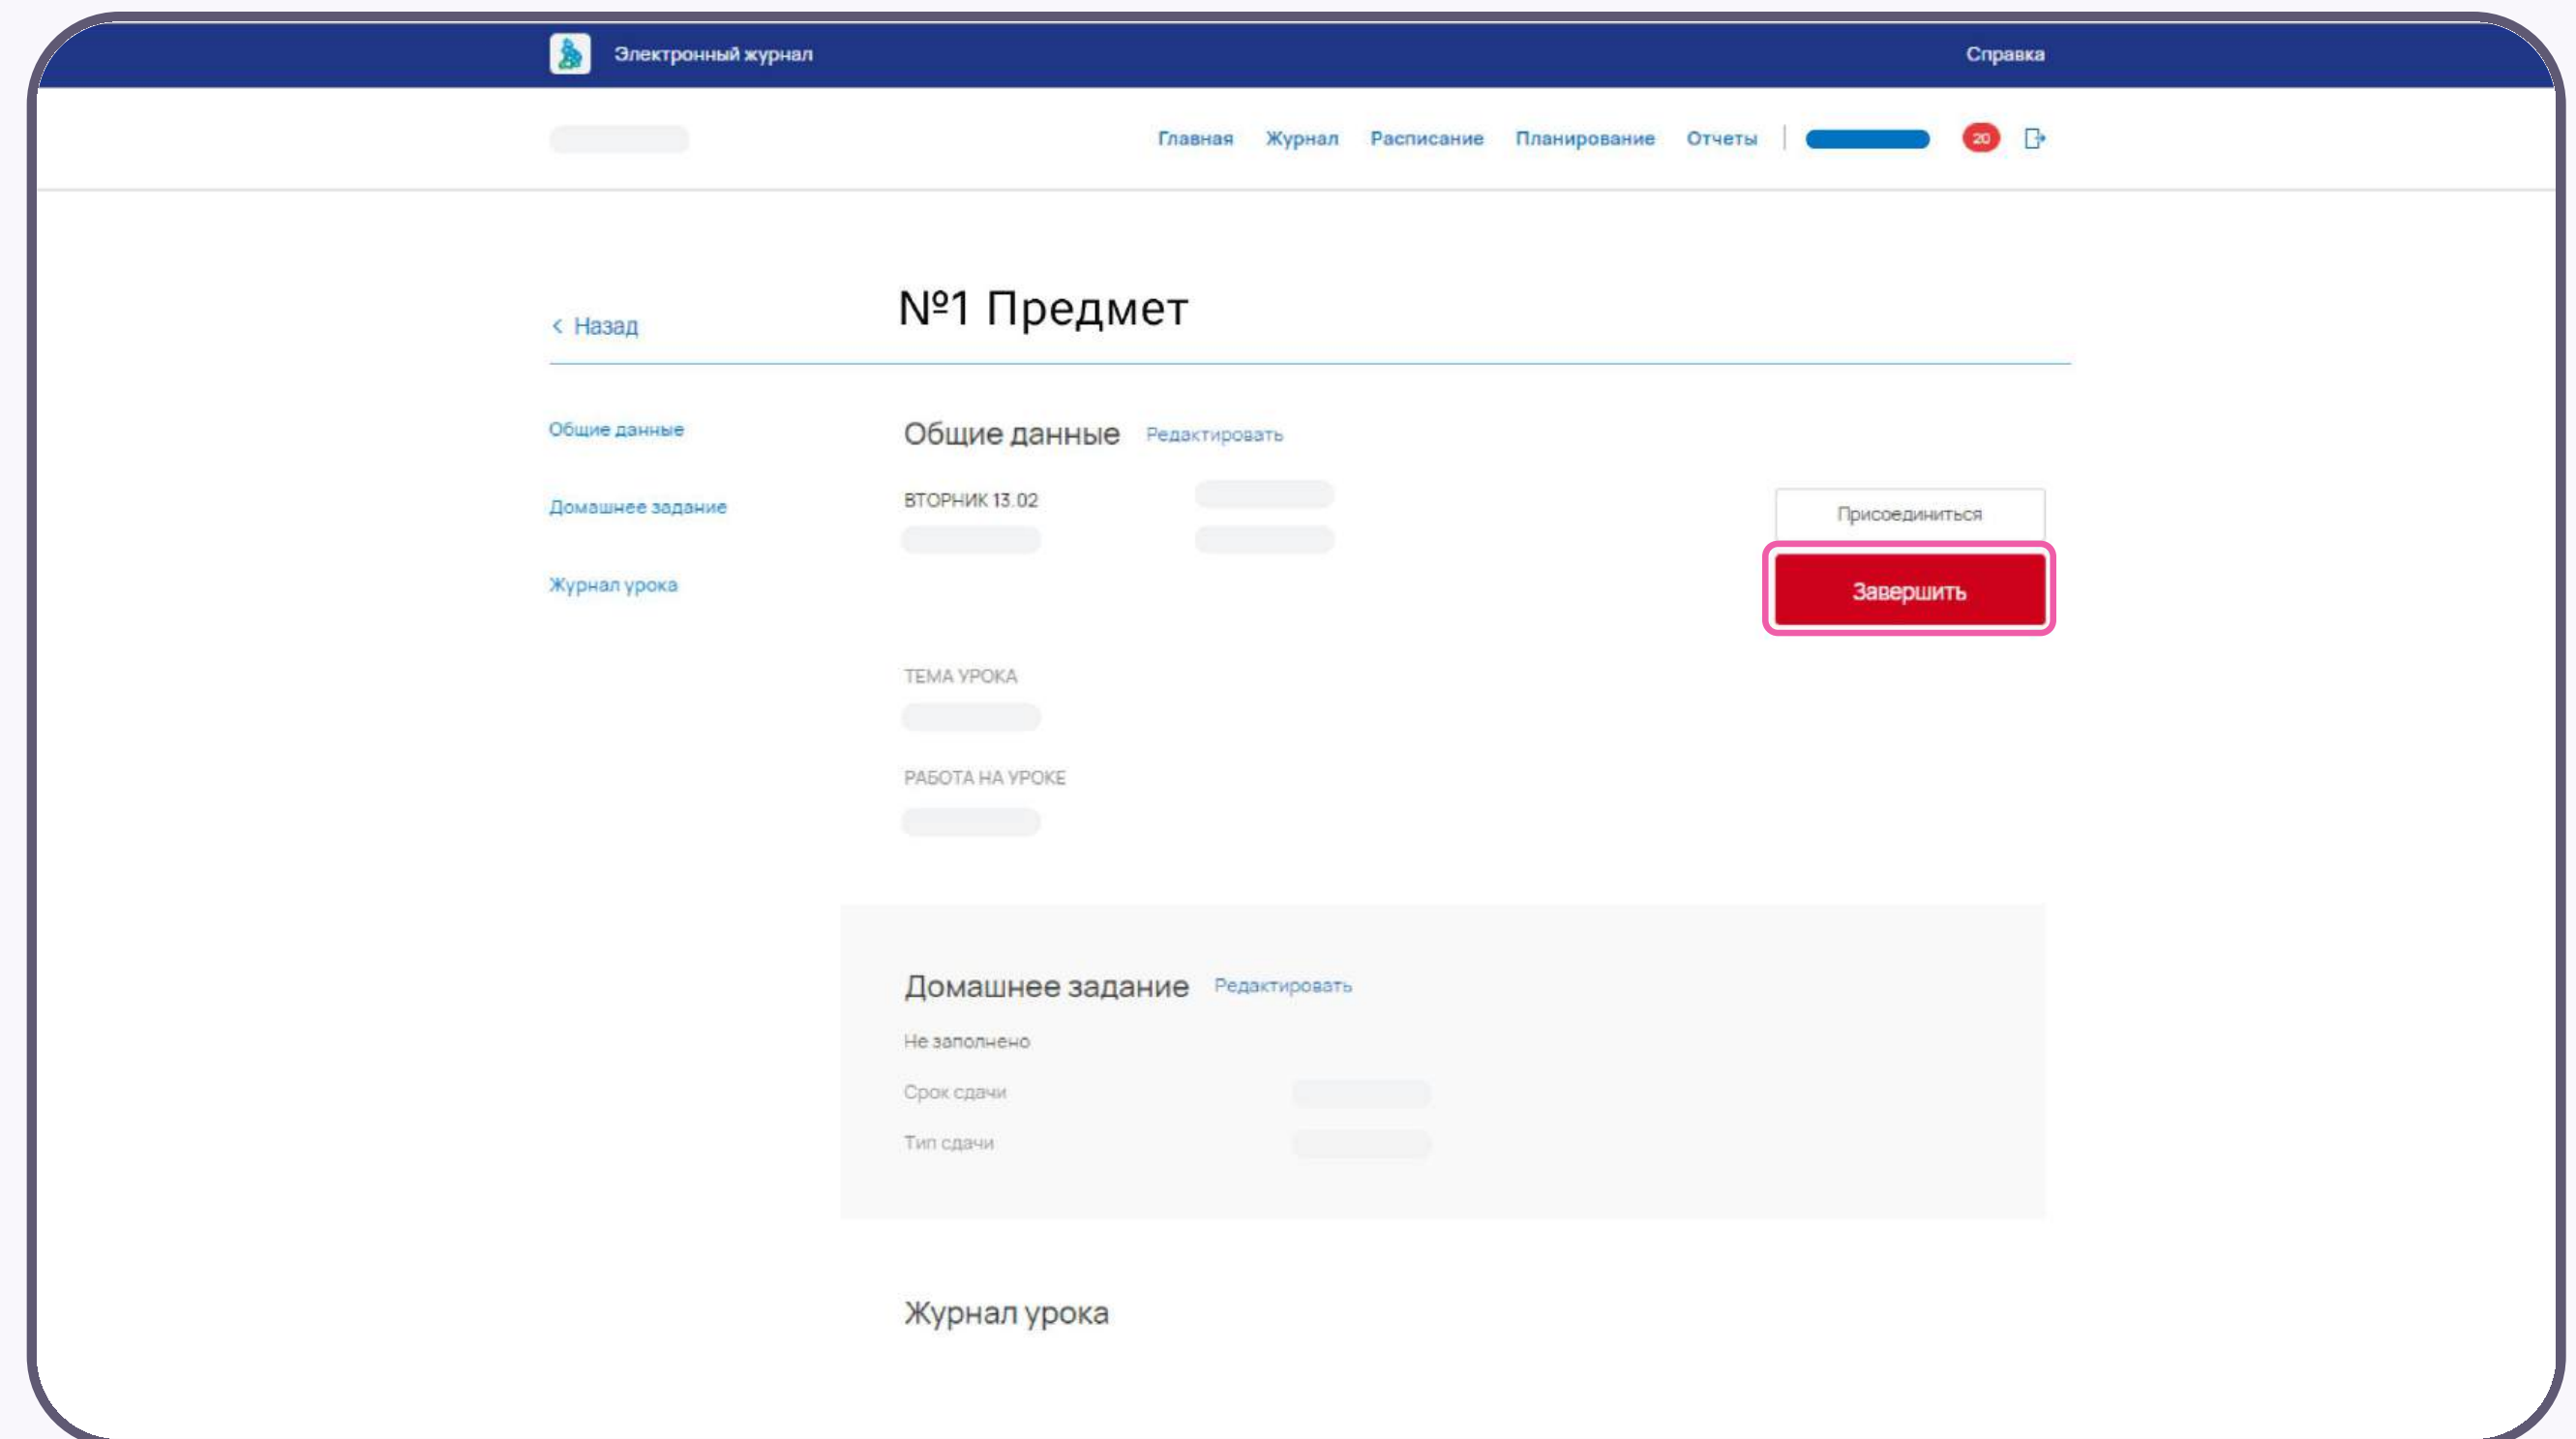 Электронный журнал
Справка
Главная Журнал Расписание Планирование Отчеты 20
< Назад
№1 Предмет
Общие данные
Домашнее задание
Журнал урока
Общие данные Редактировать
ВТОРНИК 13.02
Присоединиться
Завершить
ТЕМА УРОКА
РАБОТА НА УРОКЕ
Домашнее задание Редактировать
Не заполнено
Срок сдачи
Тип сдачи
Журнал урока